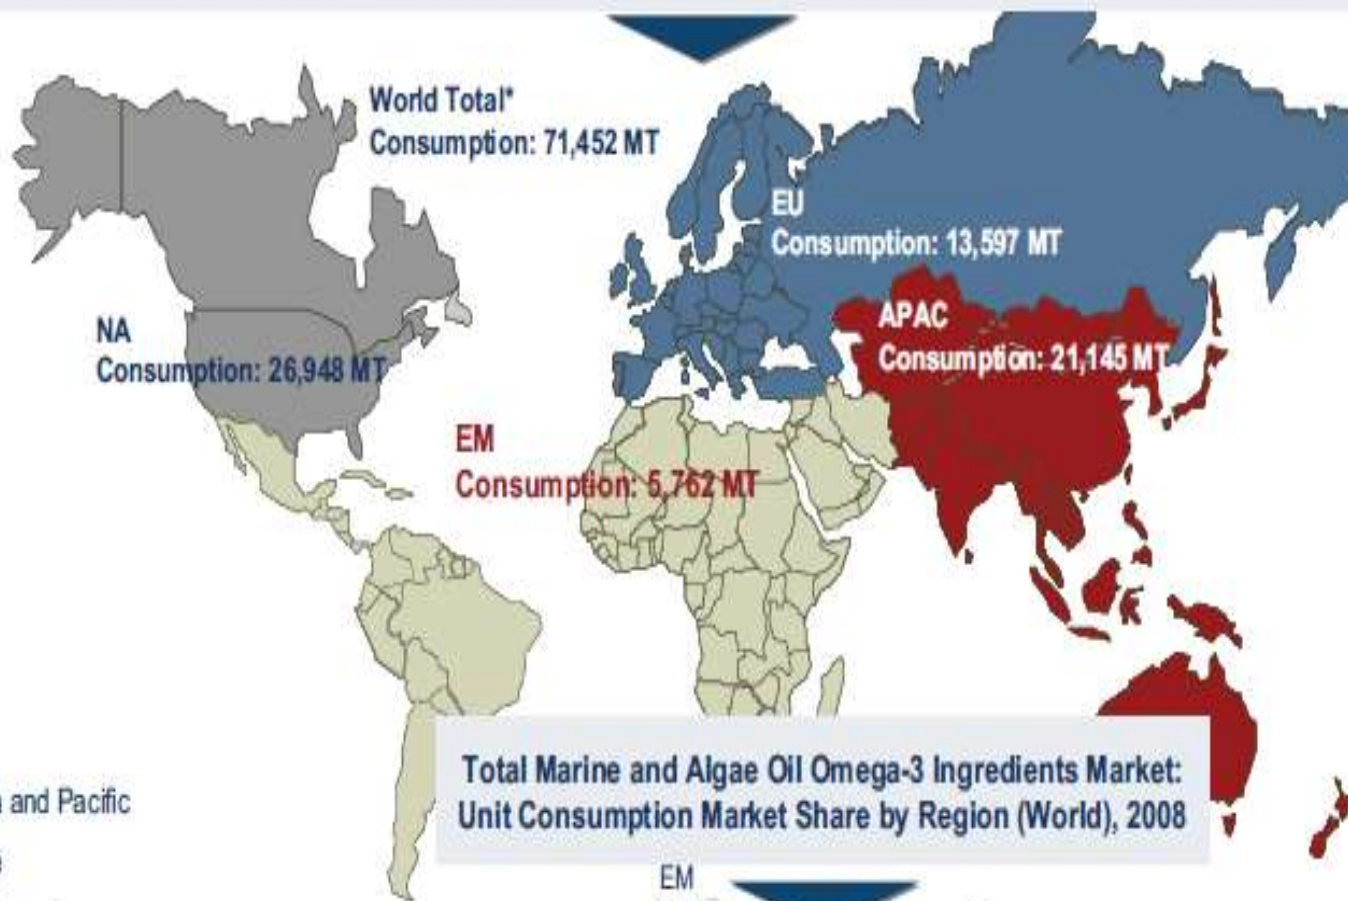 World Total*
Consumption: 71,452 MT
EU
Consumption: 13,597 MT
APAC
Consumption: 21,145 MT
NA
Consumption: 26,948 MT
EM
Consumption: 5,762 MT
Total Marine and Algae Oil Omega-3 Ingredients Market:
Unit Consumption Market Share by Region (World), 2008
and Pacific
EM